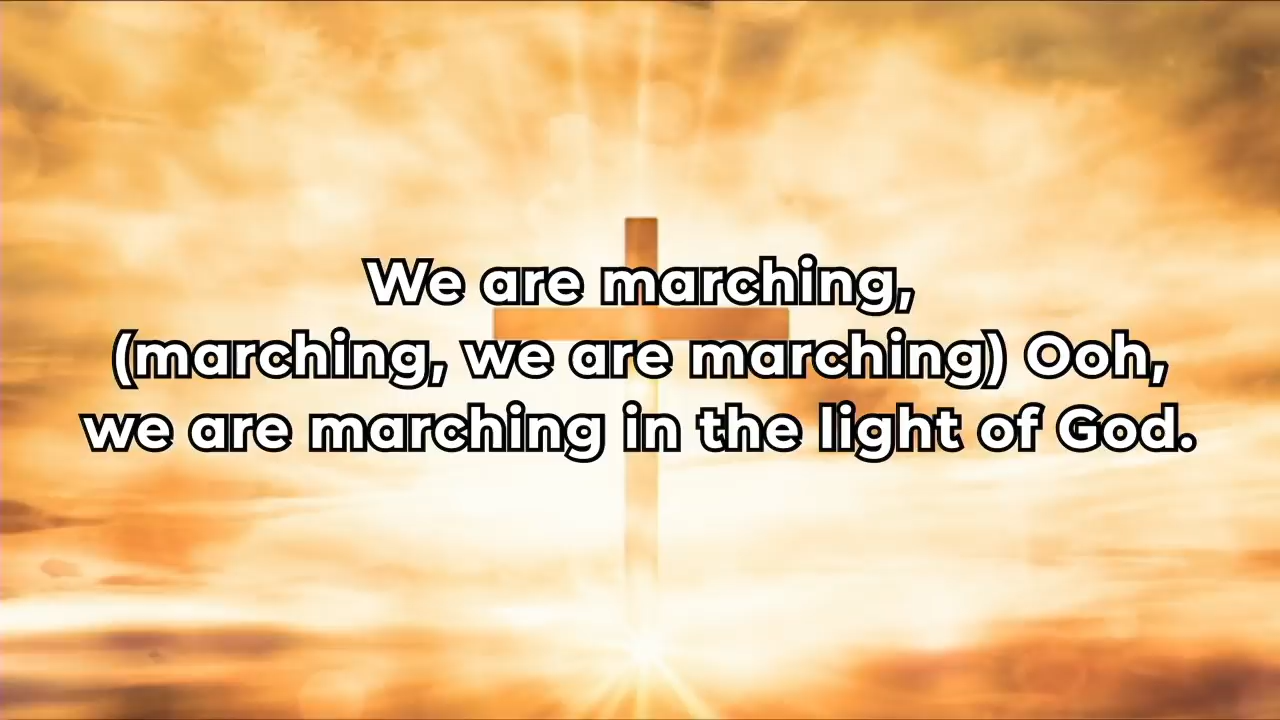 We are marching,
(marching, we are marching) Ooh,
we are marching in the light of God.